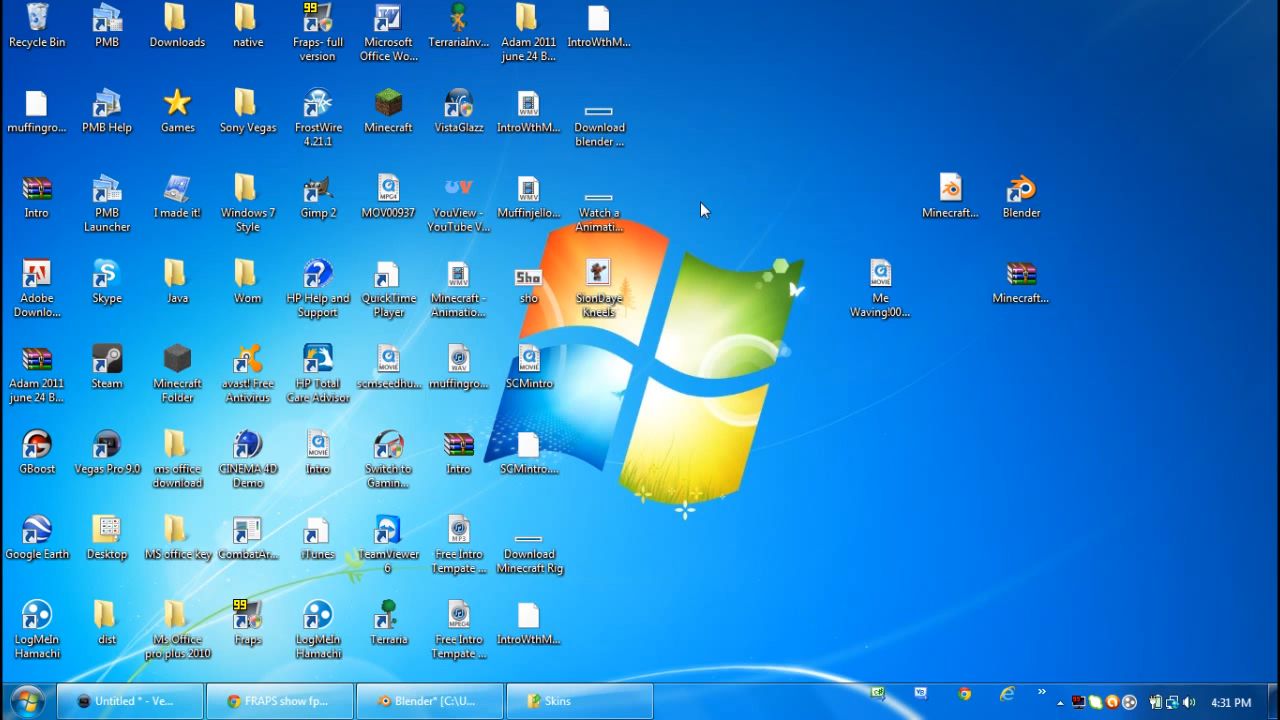 Recycle Bin
PMB
Downloads
native
Fraps- full
version
Microsoft
Office Wo...
TerrariaInv...
Adam 2011
june 24 B...
IntroWthM...
muffingro...
PMB Help
Games
Sony Vegas
FrostWire
4.21.1
Minecraft
VistaGlazz
IntroWthM...
Download
blender ...
Intro
PMB
Launcher
I made it!
Windows 7
Style
Gimp 2
MOV00937
YouView -
YouTube V...
Muffinjello...
Watch a
Animati...
Minecraft...
Blender
Adobe
Downlo...
Skype
Java
Wom
HP Help and
Support
QuickTime
Player
Minecraft -
Animatio...
Sho
sho
SionDaye
Kneels
Me
Waving!00...
Minecraft...
Adam 2011
june 24 B...
Steam
Minecraft
Folder
avast! Free
Antivirus
HP Total
Care Advisor
scmseedhu...
muffingro...
SCMintro
GBoost
Vegas Pro 9.0
ms office
download
CINEMA 4D
Demo
Intro
Switch to
Gamin...
Intro
SCMintro....
Google Earth
Desktop
MS office key
CombatAr...
iTunes
TeamViewer
6
Free Intro
Tempate ...
Download
Minecraft Rig
LogMeIn
Hamachi
dist
Ms Office
pro plus 2010
Fraps
LogMeIn
Hamachi
Terraria
Free Intro
Tempate ...
IntroWthM...
Untitled * - Ve...
FRAPS show fp...
Blender* [C:\U...
Skins
4:31 PM